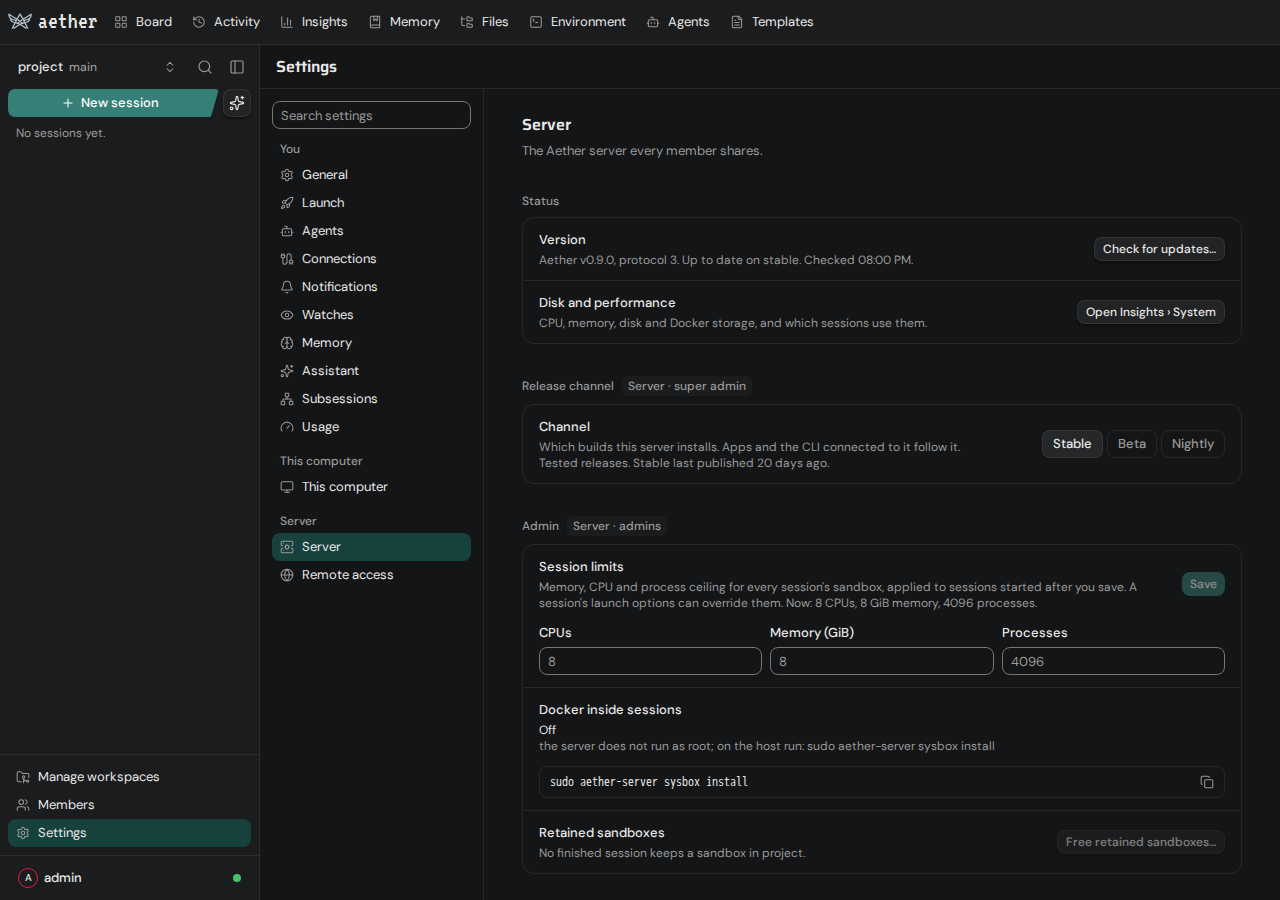 aether
Board
Activity
Insights
Memory
Files
Environment
Agents
Templates
project main
New session
No sessions yet.
Manage workspaces
Members
Settings
A admin
Settings
Search settings
You
General
Launch
Agents
Connections
Notifications
Watches
Memory
Assistant
Subsessions
Usage
This computer
This computer
Server
Server
Remote access
Server
The Aether server every member shares.
Status
Version
Aether v0.9.0, protocol 3. Up to date on stable. Checked 08:00 PM.
Check for updates…
Disk and performance
CPU, memory, disk and Docker storage, and which sessions use them.
Open Insights › System
Release channel Server · super admin
Channel
Which builds this server installs. Apps and the CLI connected to it follow it.
Tested releases. Stable last published 20 days ago.
Stable Beta Nightly
Admin Server · admins
Session limits
Memory, CPU and process ceiling for every session's sandbox, applied to sessions started after you save. A
session's launch options can override them. Now: 8 CPUs, 8 GiB memory, 4096 processes.
Save
CPUs Memory (GiB) Processes
8 8 4096
Docker inside sessions
Off
the server does not run as root; on the host run: sudo aether-server sysbox install
sudo aether-server sysbox install
Retained sandboxes
No finished session keeps a sandbox in project.
Free retained sandboxes…